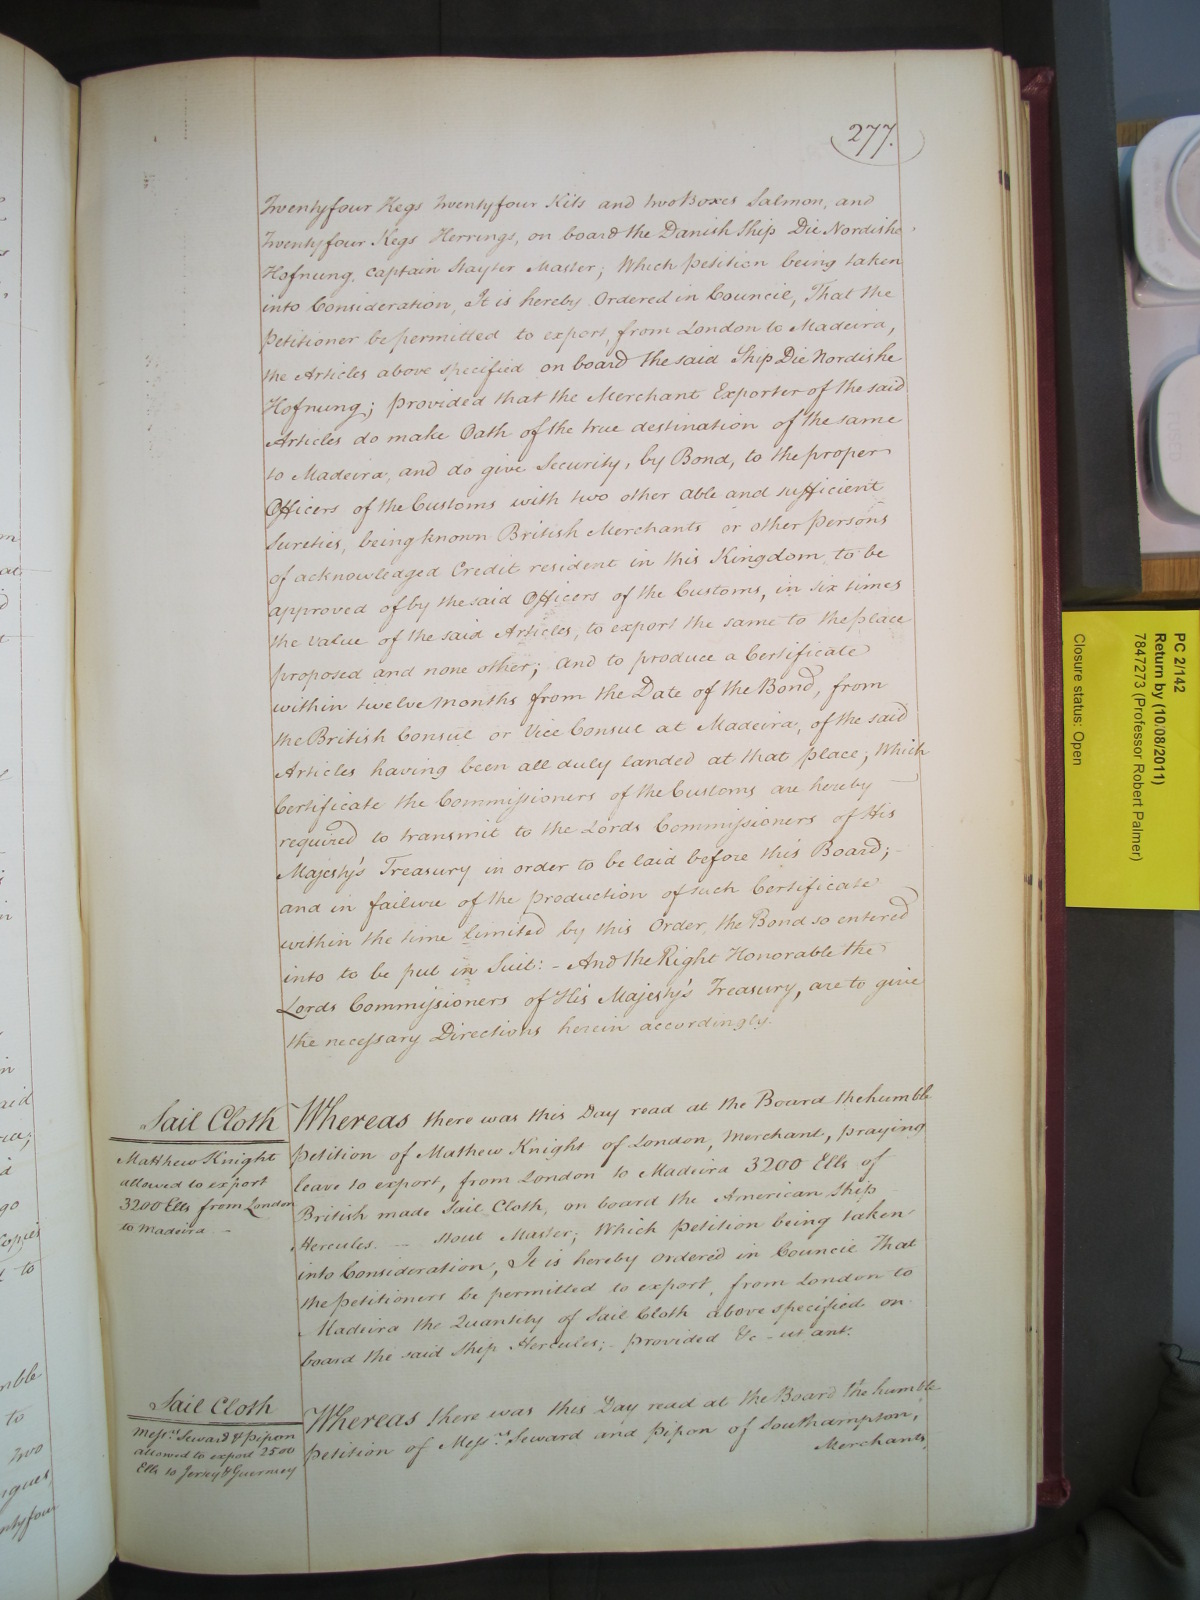 277.
Twentyfour Kegs Twentyfour Kits and two Boxes Salmon, and
Twentyfour Kegs Herrings, on board the Danish Ship Die Nordishe
Hofnung, Captain Slayter Master; Which Petition being taken
into Consideration, It is hereby Ordered in Council, That the
Petitioner be permitted to export, from London to Madeira,
the Articles above specified on board the said Ship Die Nordishe
Hofnung; provided that the Merchant Exporter of the said
Articles do make Oath of the true destination of the same
to Madeira, and do give Security, by Bond, to the proper
Officers of the Customs with two other able and sufficient
Sureties, being known British Merchants or other Persons
of acknowledged Credit resident in this Kingdom to be
approved of by the said Officers of the Customs, in six times
the value of the said Articles, to export the same to the place
proposed and none other; and to produce a Certificate
within twelve Months from the Date of the Bond, from
the British Consul or Vice Consul at Madeira, of the said
Articles having been all duly landed at that place; Which
Certificate the Commissioners of the Customs are hereby
required to transmit to the Lords Commissioners of His
Majesty's Treasury in order to be laid before this Board;
and in failure of the production of such Certificate
within the time limited by this Order, the Bond so entered
into to be put in Suit: - And the Right Honorable the
Lords Commissioners of His Majesty's Treasury, are to give
the necessary Directions herein accordingly.
Sail Cloth
Matthew Knight
allowed to export
3200 Ells from London
to Madeira. -
Whereas there was this Day read at the Board the humble
Petition of Mathew Knight of London, Merchant, praying
leave to export, from London to Madeira 3200 Ells of
British made Sail Cloth, on board the American Ship
Hercules. - Stout Master; Which Petition being taken
into Consideration, It is hereby Ordered in Council That
the Petitioners be permitted to export, from London to
Madeira the Quantity of Sail Cloth above specified on
board the said Ship Hercules; provided &c - ut ant:
Sail Cloth
Messrs. Seward & Pipon
allowed to export 2500
Ells to Jersey & Guernsey
Whereas there was this Day read at the Board the humble
Petition of Messrs. Seward and Pipon of Southampton,
Merchants,
PC 2/142
Return by (10/08/2011)
7847273 (Professor Robert Palmer)
Closure status: Open